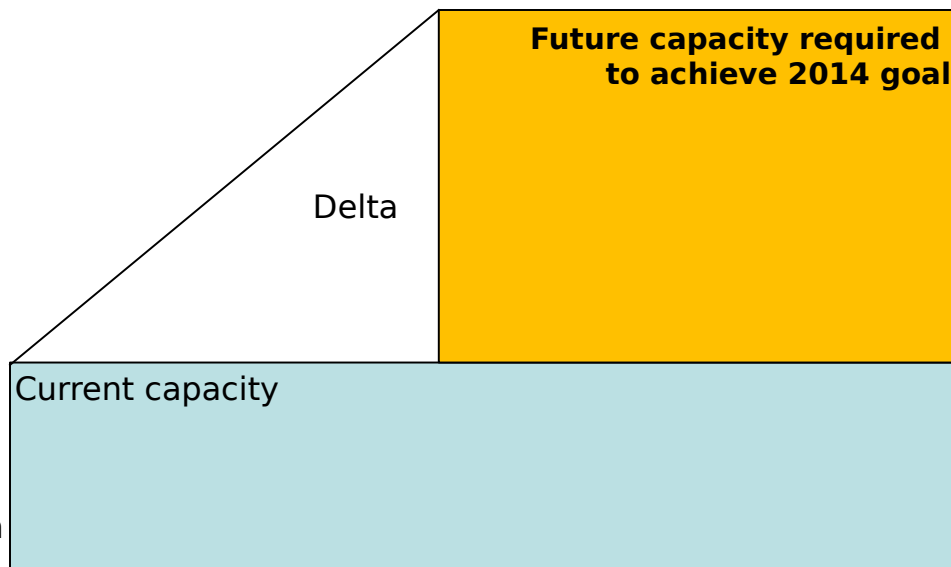 Future capacity required
to achieve 2014 goal
Delta
Current capacity